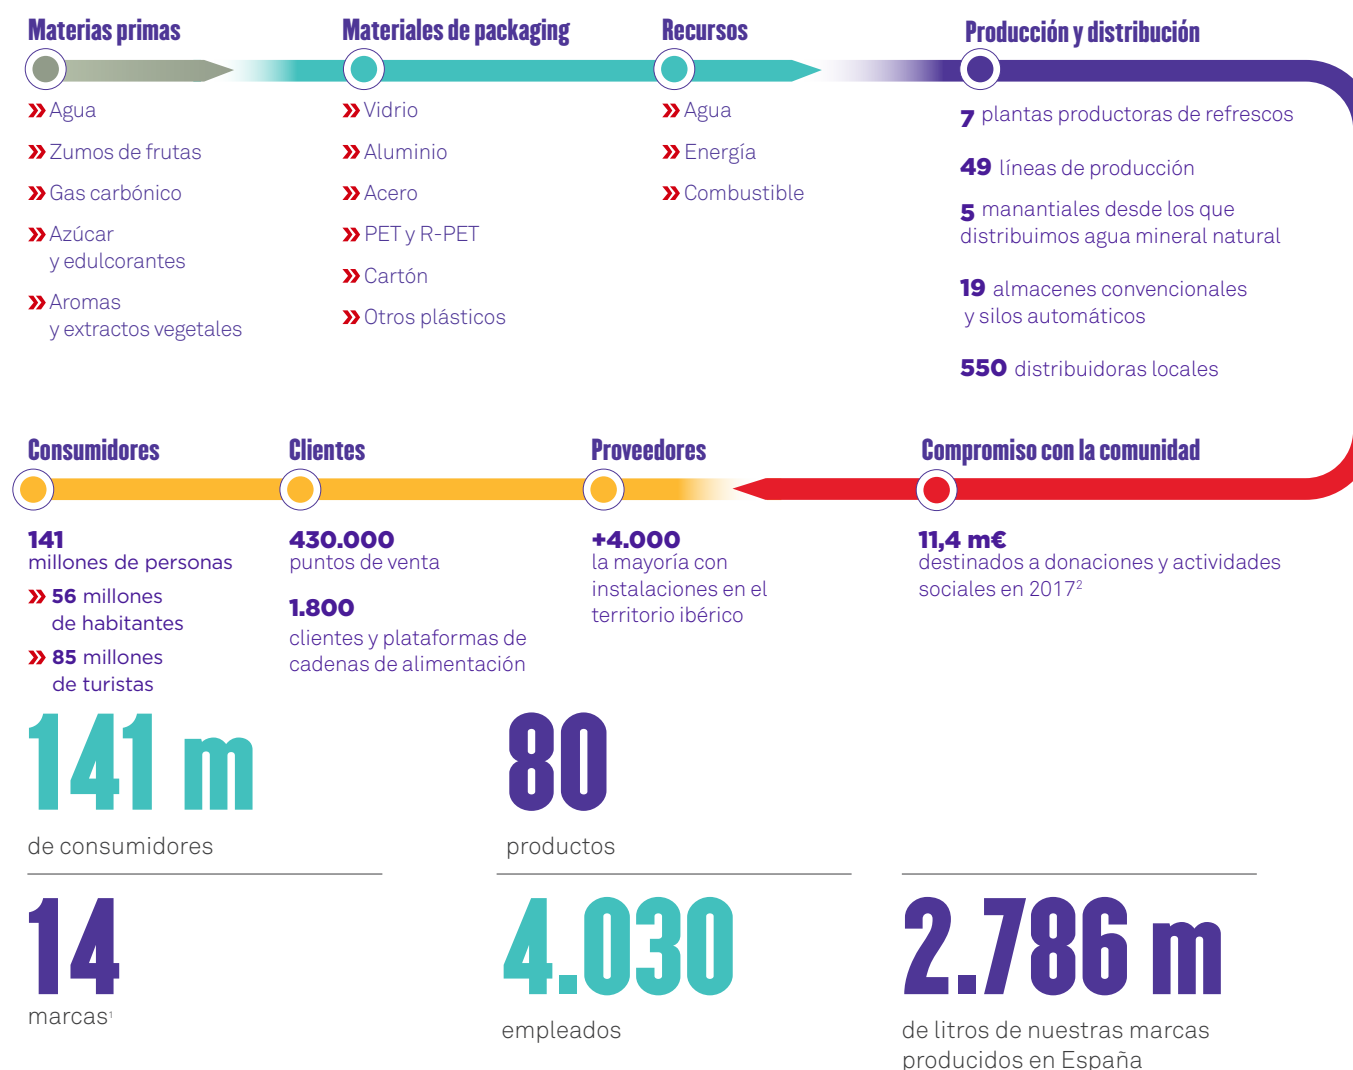 Materias primas
Agua
Zumos de frutas
Gas carbónico
Azúcar
y edulcorantes
Aromas
y extractos vegetales
Materiales de packaging
Vidrio
Aluminio
Acero
PET y R-PET
Cartón
Otros plásticos
Recursos
Agua
Energía
Combustible
Producción y distribución
7 plantas productoras de refrescos
49 líneas de producción
5 manantiales desde los que
distribuimos agua mineral natural
19 almacenes convencionales
y silos automáticos
550 distribuidoras locales
Consumidores
141
millones de personas
56 millones
de habitantes
85 millones
de turistas
Clientes
430.000
puntos de venta
1.800
clientes y plataformas de
cadenas de alimentación
Proveedores
+4.000
la mayoría con
instalaciones en el
territorio ibérico
Compromiso con la comunidad
11,4 m€
destinados a donaciones y actividades
sociales en 2017²
141 m
de consumidores
80
productos
14
marcas¹
4.030
empleados
2.786 m
de litros de nuestras marcas
producidos en España